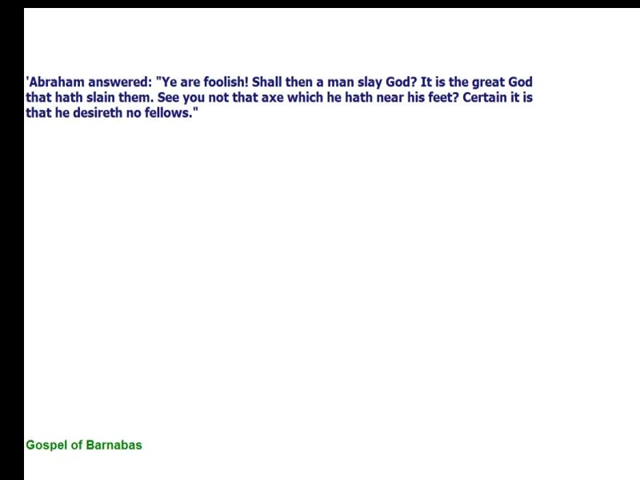 'Abraham answered: "Ye are foolish! Shall then a man slay God? It is the great God
that hath slain them. See you not that axe which he hath near his feet? Certain it is
that he desireth no fellows."
Gospel of Barnabas